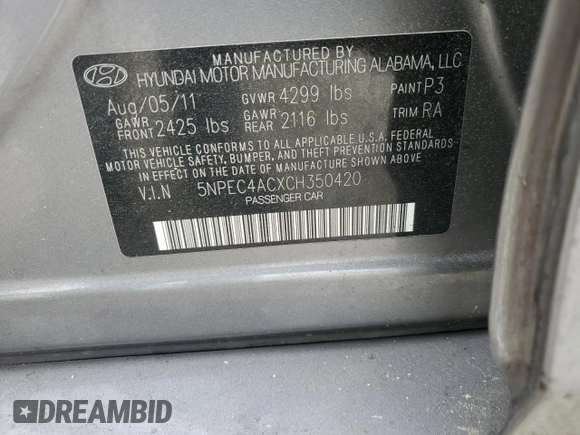 MANUFACTURED BY
HYUNDAI MOTOR MANUFACTURING ALABAMA, LLC
Aug/05/11 GVWR 4299 lbs PAINT P3
GAWR FRONT 2425 lbs GAWR REAR 2116 lbs TRIM RA
THIS VEHICLE CONFORMS TO ALL APPLICABLE U.S.A. FEDERAL
MOTOR VEHICLE SAFETY, BUMPER, AND THEFT PREVENTION STANDARDS
IN EFFECT ON THE DATE OF MANUFACTURE SHOWN ABOVE.
V.I.N 5NPEC4ACXCH350420
PASSENGER CAR
DREAMBID